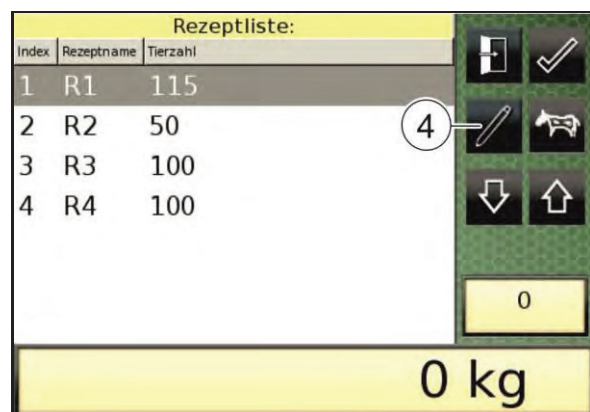 Rezeptliste:
Index Rezeptname Tierzahl
1 R1 115
2 R2 50
3 R3 100
4 R4 100
4
0
0 kg